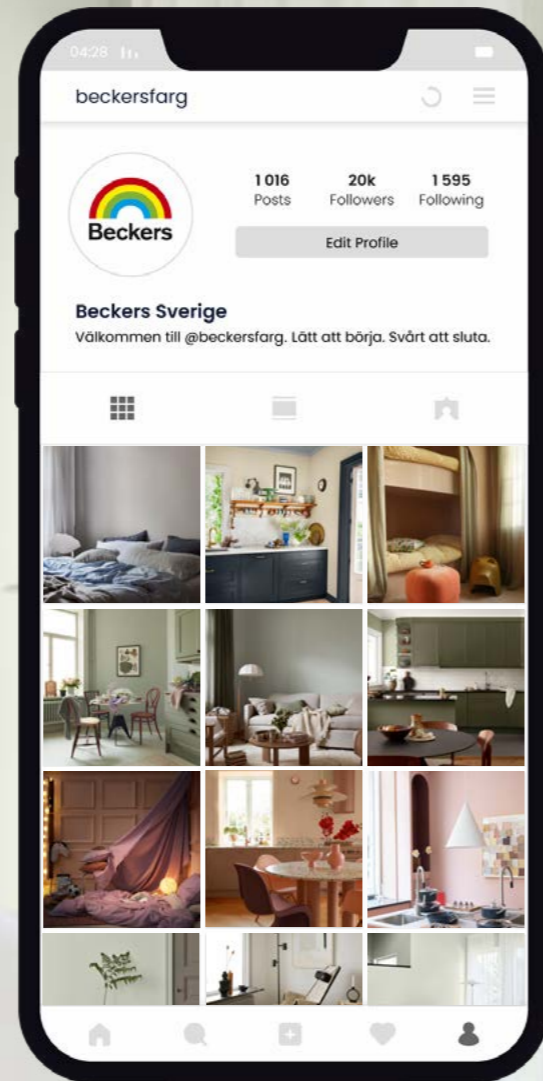 04:28
beckersfarg
1 016
20k
1 595
Posts
Followers
Following
Beckers
Edit Profile
Beckers Sverige
Välkommen till @beckersfarg. Lätt att börja. Svårt att sluta.